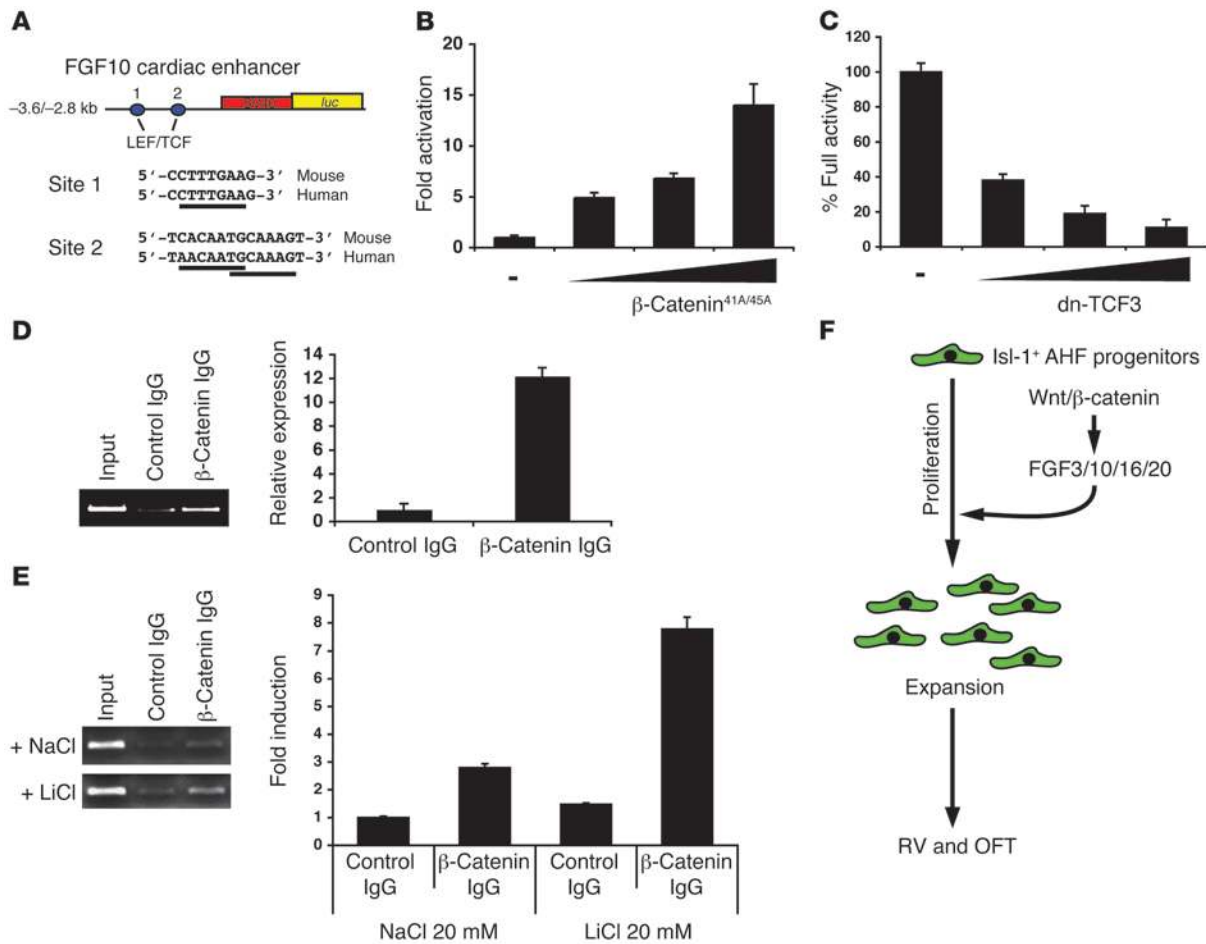 A
FGF10 cardiac enhancer
–3.6/–2.8 kb
1 2
luc
LEF/TCF
Site 1
5′-CCTTTGAAG-3′ Mouse
5′-CCTTTGAAG-3′ Human
Site 2
5′-TCACAATGCAAAGT-3′ Mouse
5′-TAACAATGCAAAGT-3′ Human
B
Fold activation
20
15
10
5
0
-
β-Catenin41A/45A
C
% Full activity
120
100
80
60
40
20
0
-
dn-TCF3
D
Input
Control IgG
β-Catenin IgG
Relative expression
14
12
10
8
6
4
2
0
Control IgG
β-Catenin IgG
E
Input
Control IgG
β-Catenin IgG
+ NaCl
+ LiCl
Fold induction
9
8
7
6
5
4
3
2
1
0
Control IgG
β-Catenin IgG
Control IgG
β-Catenin IgG
NaCl 20 mM
LiCl 20 mM
F
Isl-1+ AHF progenitors
Wnt/β-catenin
FGF3/10/16/20
Proliferation
Expansion
RV and OFT